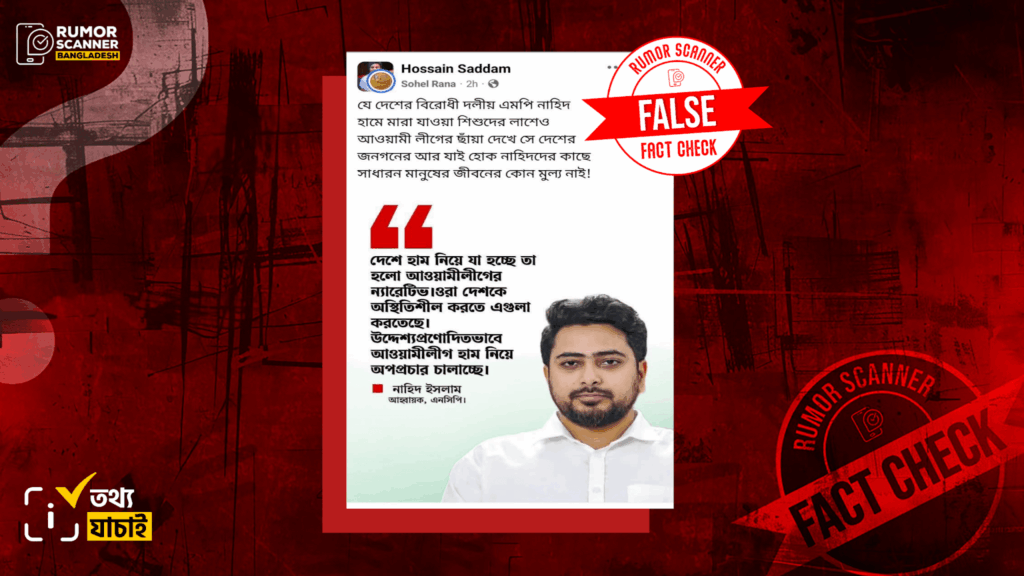 RUMOR
SCANNER
BANGLADESH
Hossain Saddam
Sohel Rana · 2h ·
যে দেশের বিরোধী দলীয় এমপি নাহিদ
হামে মারা যাওয়া শিশুদের লাশেও
আওয়ামী লীগের ছাঁয়া দেখে সে দেশের
জনগনের আর যাই হোক নাহিদদের কাছে
সাধারন মানুষের জীবনের কোন মুল্য নাই!
RUMOR SCANNER
FALSE
FACT CHECK
দেশে হাম নিয়ে যা হচ্ছে তা
হলো আওয়ামীলীগের
ন্যারেটিভ।ওরা দেশকে
অস্থিতিশীল করতে এগুলা
করতেছে।
উদ্দেশ্যপ্রণোদিতভাবে
আওয়ামীলীগ হাম নিয়ে
অপপ্রচার চালাচ্ছে।
নাহিদ ইসলাম
আহ্বায়ক, এনসিপি।
RUMOR SCANNER
FACT CHECK
তথ্য
যাচাই